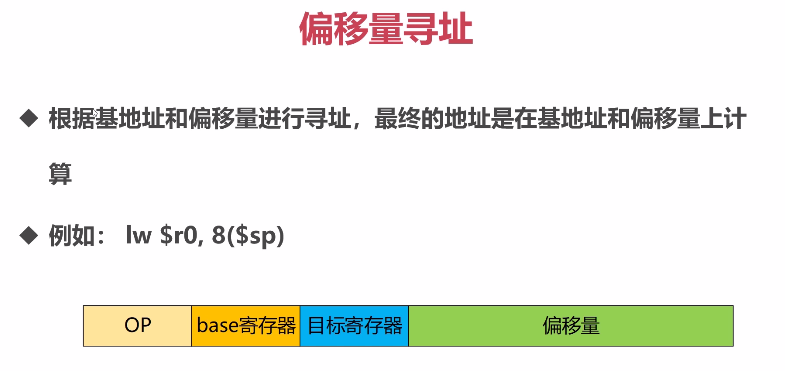 偏移量寻址
◆ 根据基地址和偏移量进行寻址，最终的地址是在基地址和偏移量上计
算
◆ 例如： lw $r0, 8($sp)
OP base寄存器 目标寄存器 偏移量